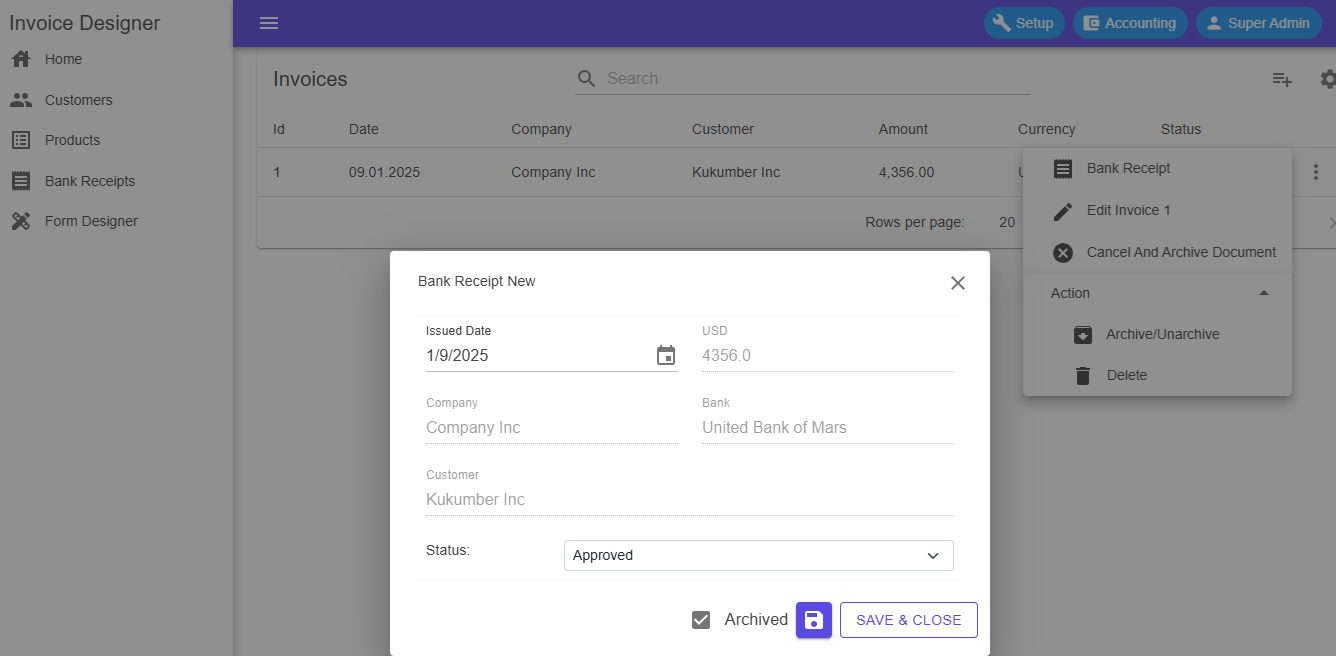 Invoice Designer
Setup
Accounting
Super Admin
Home
Customers
Products
Bank Receipts
Form Designer
Invoices
Search
Id Date Company Customer Amount Currency Status
1 09.01.2025 Company Inc Kukumber Inc 4,356.00
Rows per page: 20
Bank Receipt
Edit Invoice 1
Cancel And Archive Document
Action
Archive/Unarchive
Delete
Bank Receipt New
Issued Date USD
1/9/2025 4356.0
Company Bank
Company Inc United Bank of Mars
Customer
Kukumber Inc
Status: Approved
Archived SAVE & CLOSE